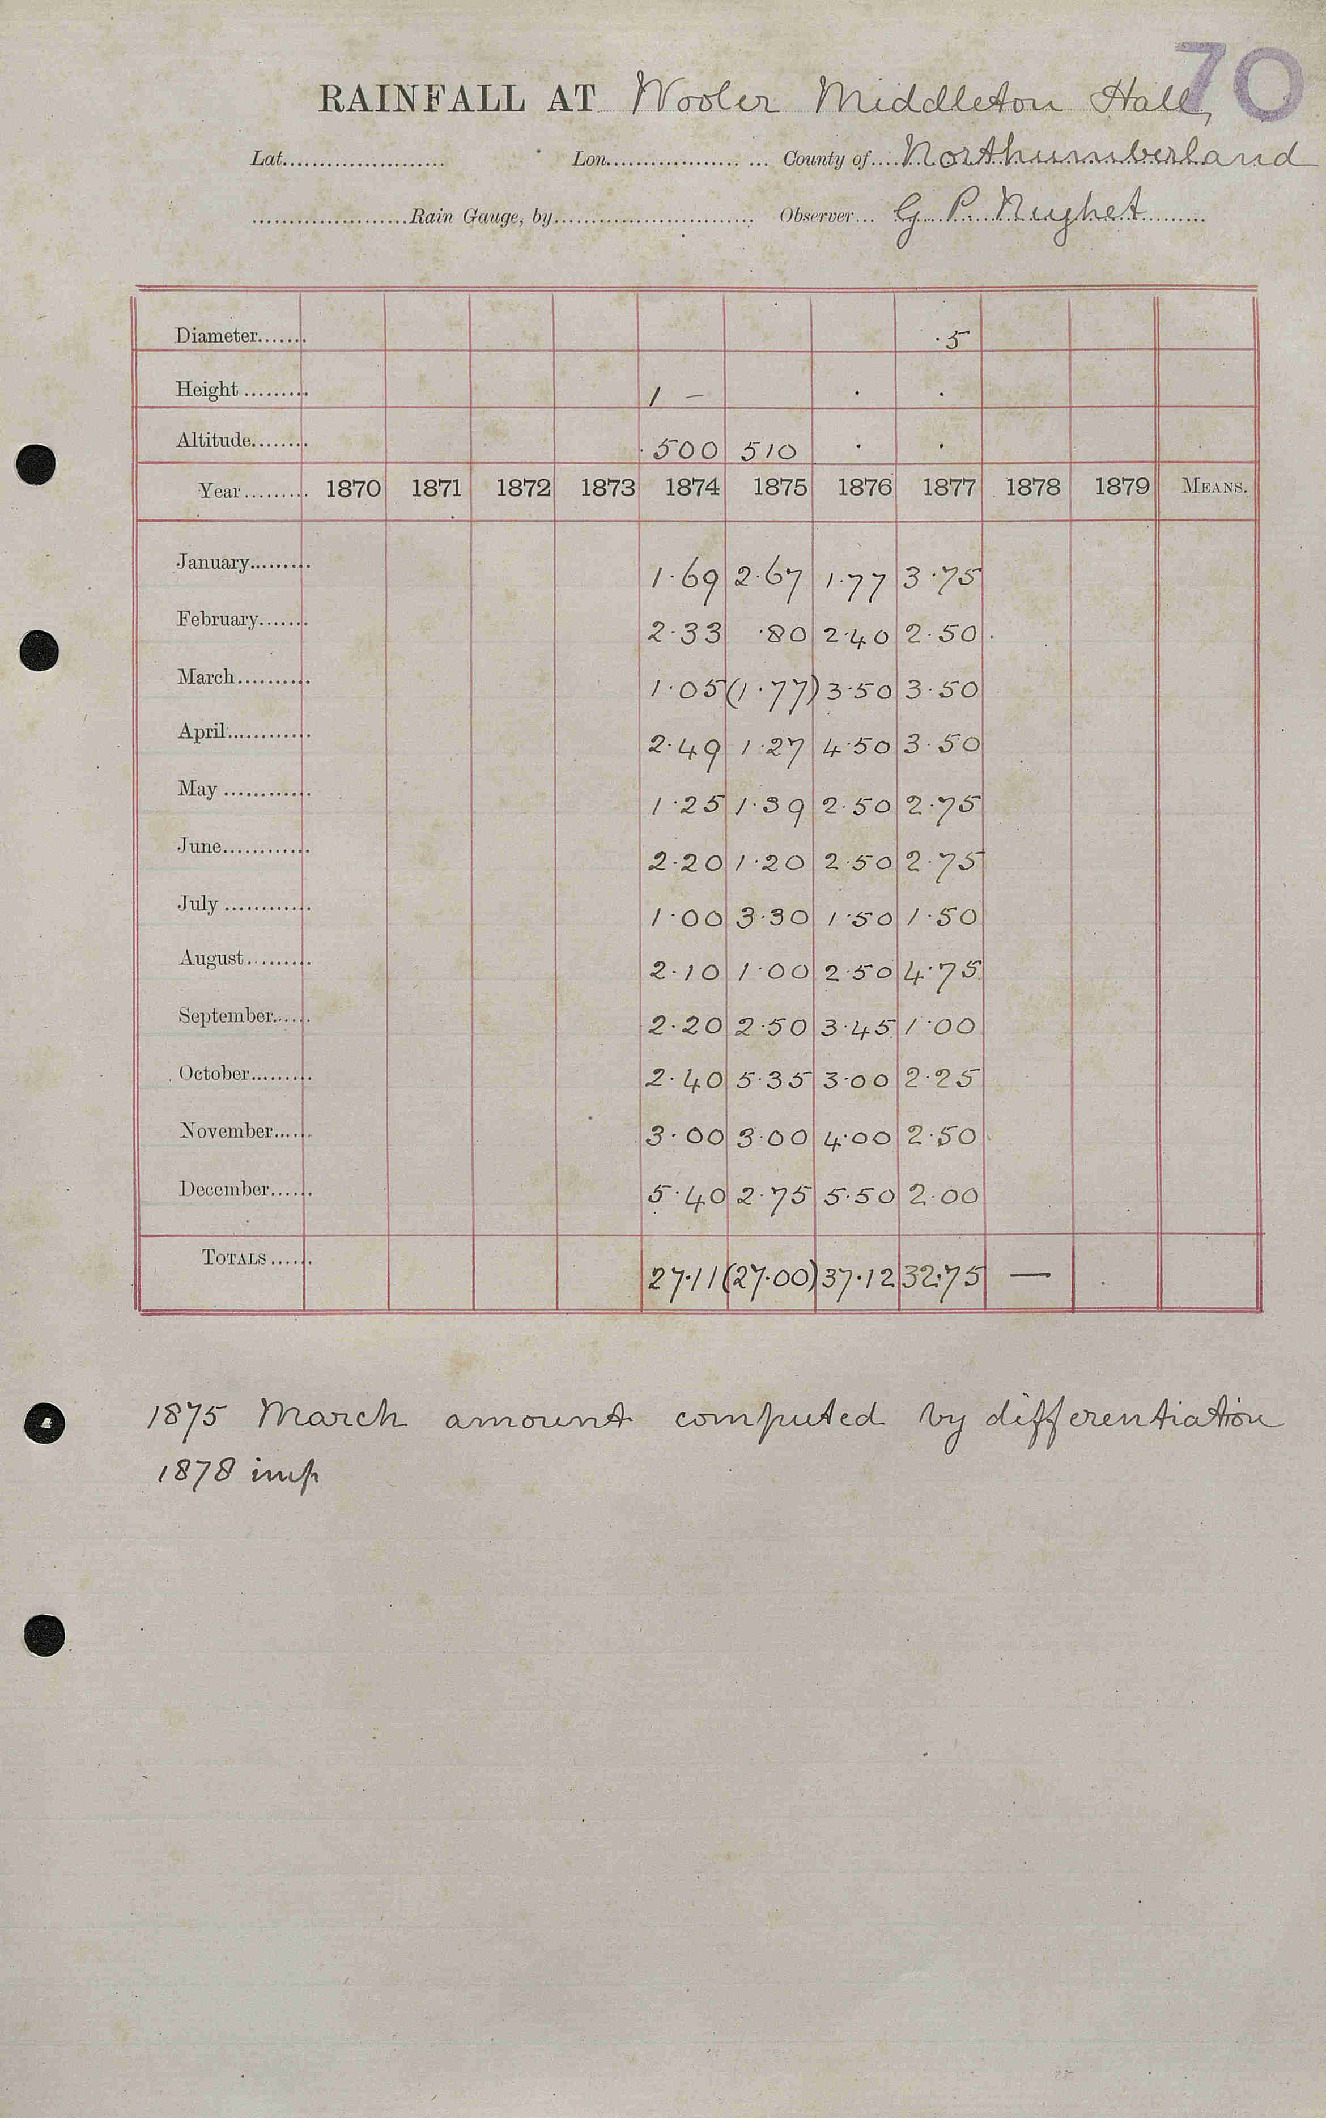 70
RAINFALL AT Wooler Middleton Hall,
Lat. Lon. County of Northumberland
Rain Gauge, by Observer G. P. Nughet
Diameter ·5
Height 1 – · ·
Altitude 500 510 · ·
Year 1870 1871 1872 1873 1874 1875 1876 1877 1878 1879 MEANS.
January 1·69 2·67 1·77 3·75
February 2·33 ·80 2·40 2·50
March 1·05 (1·77) 3·50 3·50
April 2·49 1·27 4·50 3·50
May 1·25 1·39 2·50 2·75
June 2·20 1·20 2·50 2·75
July 1·00 3·30 1·50 1·50
August 2·10 1·00 2·50 4·75
September 2·20 2·50 3·45 1·00
October 2·40 5·35 3·00 2·25
November 3·00 3·00 4·00 2·50
December 5·40 2·75 5·50 2·00
TOTALS 27·11 (27·00) 37·12 32·75 —
1875 March amount computed by differentiation
1878 imp